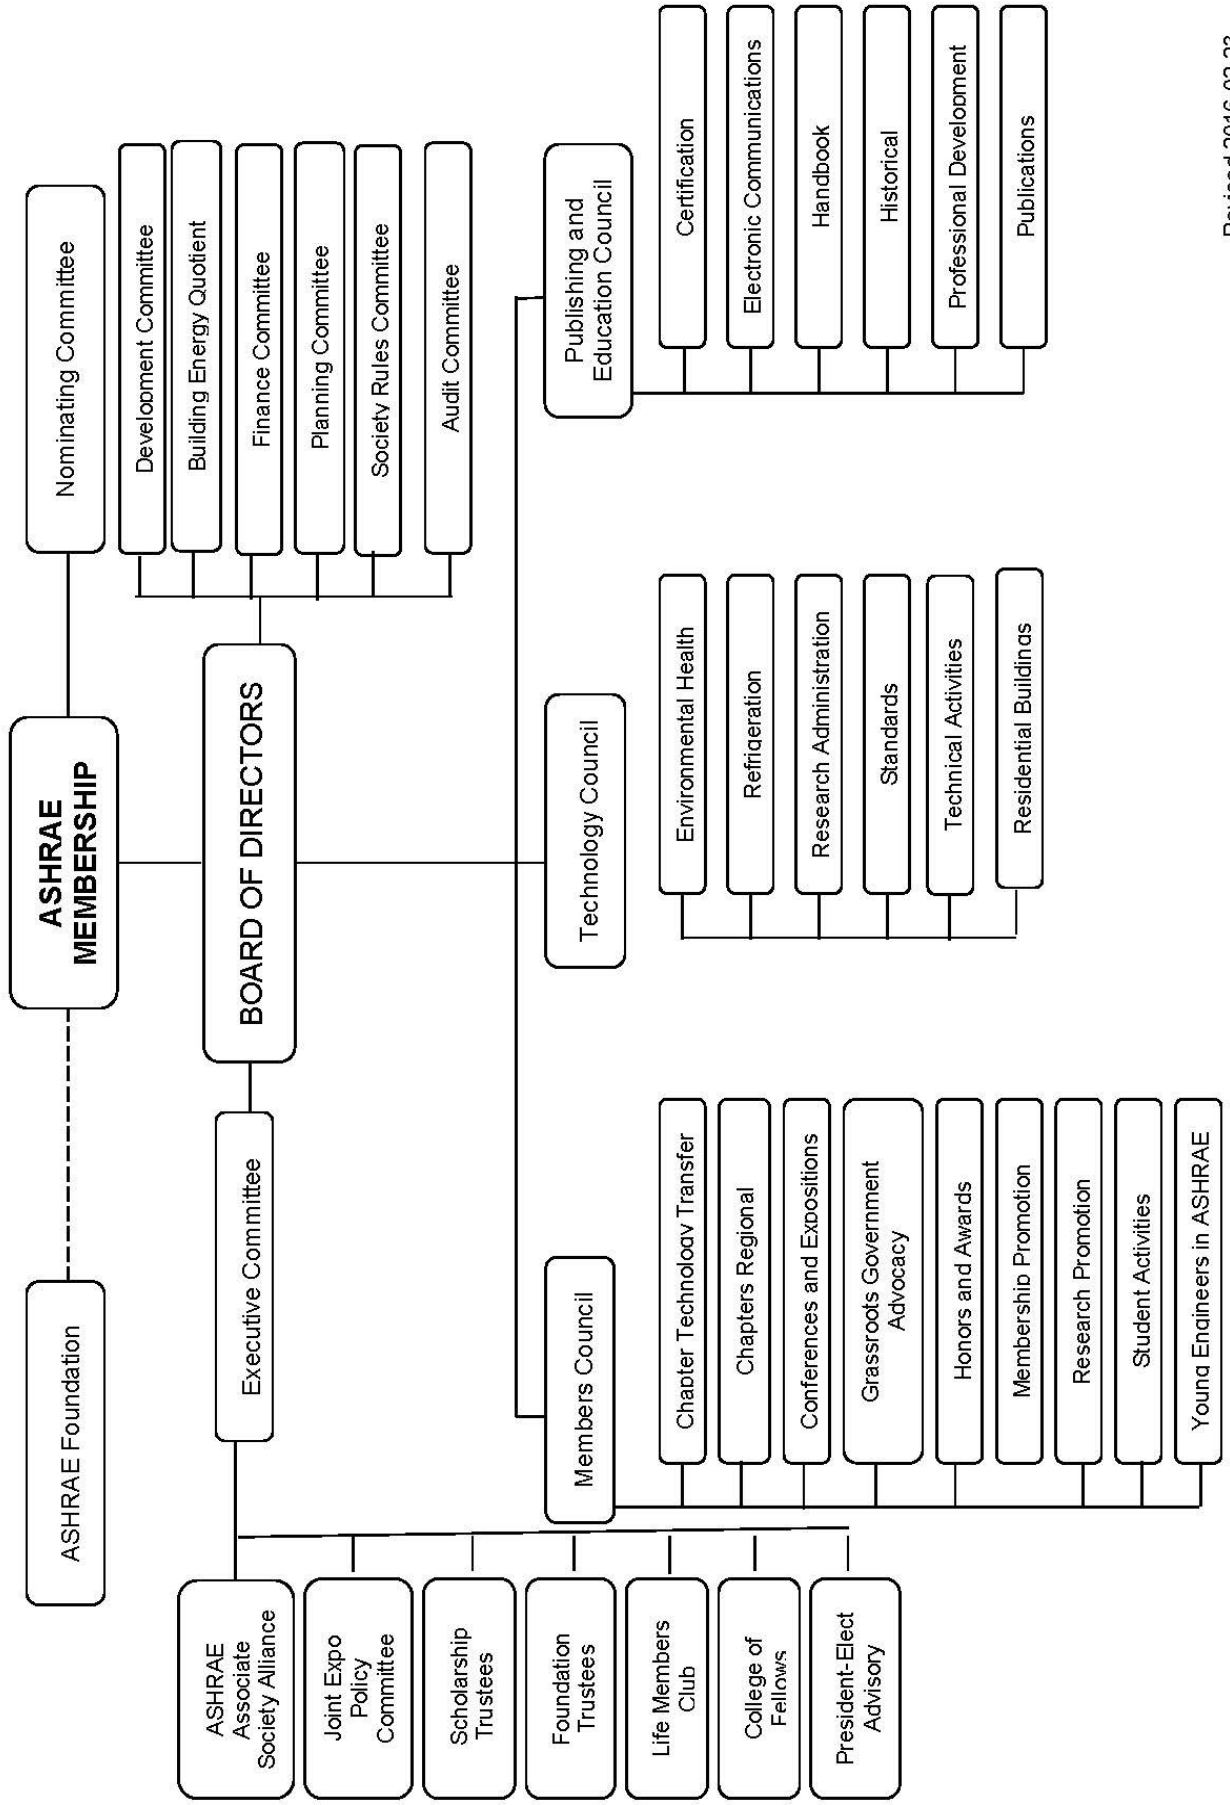 ASHRAE Foundation
ASHRAE
MEMBERSHIP
Nominating Committee
Executive Committee
BOARD OF DIRECTORS
Development Committee
Building Energy Quotient
Finance Committee
Planning Committee
Society Rules Committee
Audit Committee
ASHRAE
Associate
Society Alliance
Joint Expo
Policy
Committee
Scholarship
Trustees
Foundation
Trustees
Life Members
Club
College of
Fellows
President-Elect
Advisory
Members Council
Chapter Technology Transfer
Chapters Regional
Conferences and Expositions
Grassroots Government
Advocacy
Honors and Awards
Membership Promotion
Research Promotion
Student Activities
Young Engineers in ASHRAE
Technology Council
Environmental Health
Refrigeration
Research Administration
Standards
Technical Activities
Residential Buildings
Publishing and
Education Council
Certification
Electronic Communications
Handbook
Historical
Professional Development
Publications
Revised 2016-02-23